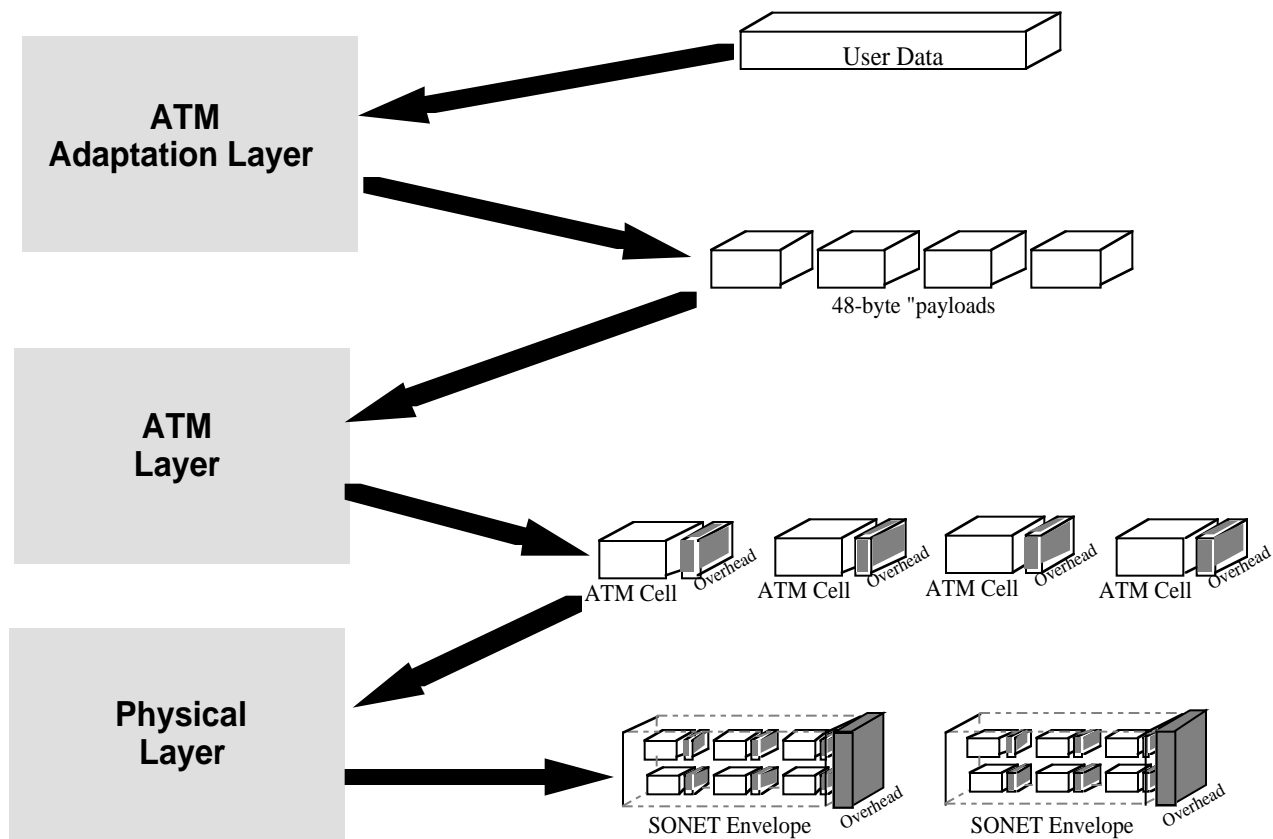 User Data
ATM
Adaptation Layer
48-byte "payloads
ATM
Layer
ATM Cell
Overhead
ATM Cell
Overhead
ATM Cell
Overhead
ATM Cell
Overhead
Physical
Layer
SONET Envelope
Overhead
SONET Envelope
Overhead